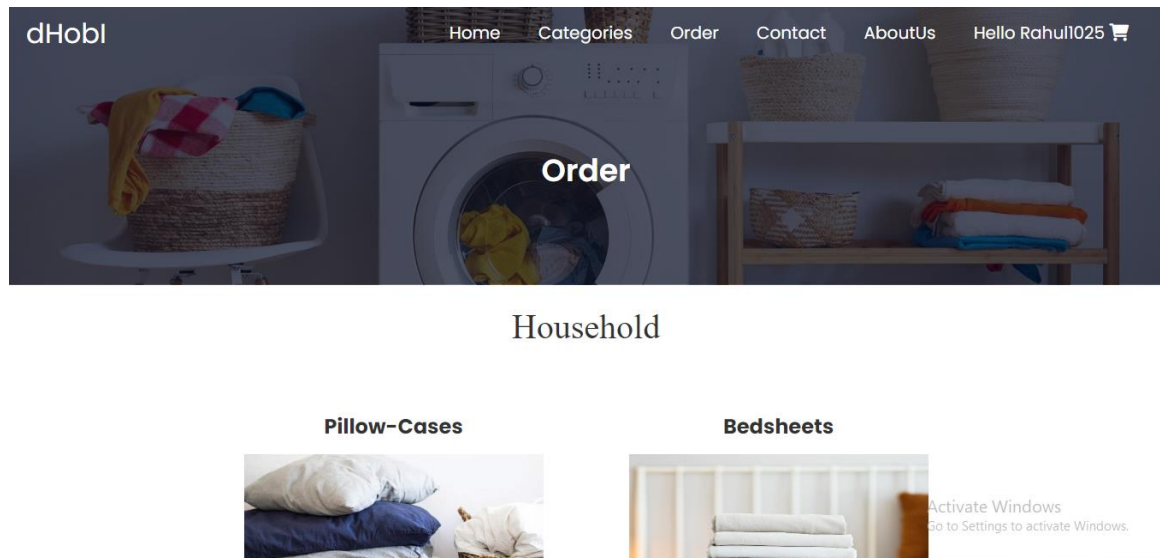 dHobI Home Categories Order Contact AboutUs Hello Rahul1025
Order
Household
Pillow-Cases Bedsheets
Activate Windows
Go to Settings to activate Windows.